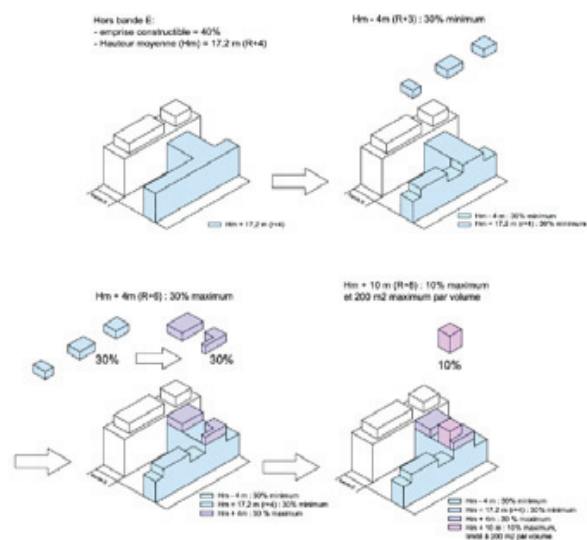 Hors bande E:
- emprise constructible = 40%
- Hauteur moyenne (Hm) = 17,2 m (R+4)
Hm = 17,2 m (r+4)
Hm - 4m (R+3) : 30% minimum
Hm - 4 m : 30% minimum
Hm = 17,2 m (r+4) : 30% minimum
Hm + 4m (R+6) : 30% maximum
30%
30%
Hm - 4 m : 30% minimum
Hm = 17,2 m (r+4) : 30% minimum
Hm + 4m : 30 % maximum
Hm + 10 m (R+8) : 10% maximum
et 200 m2 maximum par volume
10%
Hm - 4 m : 30% minimum
Hm = 17,2 m (r+4) : 30% minimum
Hm + 4m : 30 % maximum
Hm + 10 m : 10% maximum,
limité à 200 m2 par volume